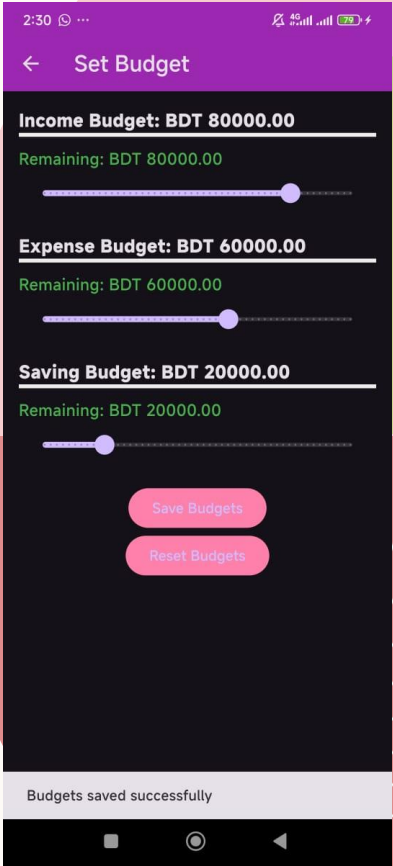 2:30 ... 4G 79
Set Budget
Income Budget: BDT 80000.00
Remaining: BDT 80000.00
Expense Budget: BDT 60000.00
Remaining: BDT 60000.00
Saving Budget: BDT 20000.00
Remaining: BDT 20000.00
Save Budgets
Reset Budgets
Budgets saved successfully